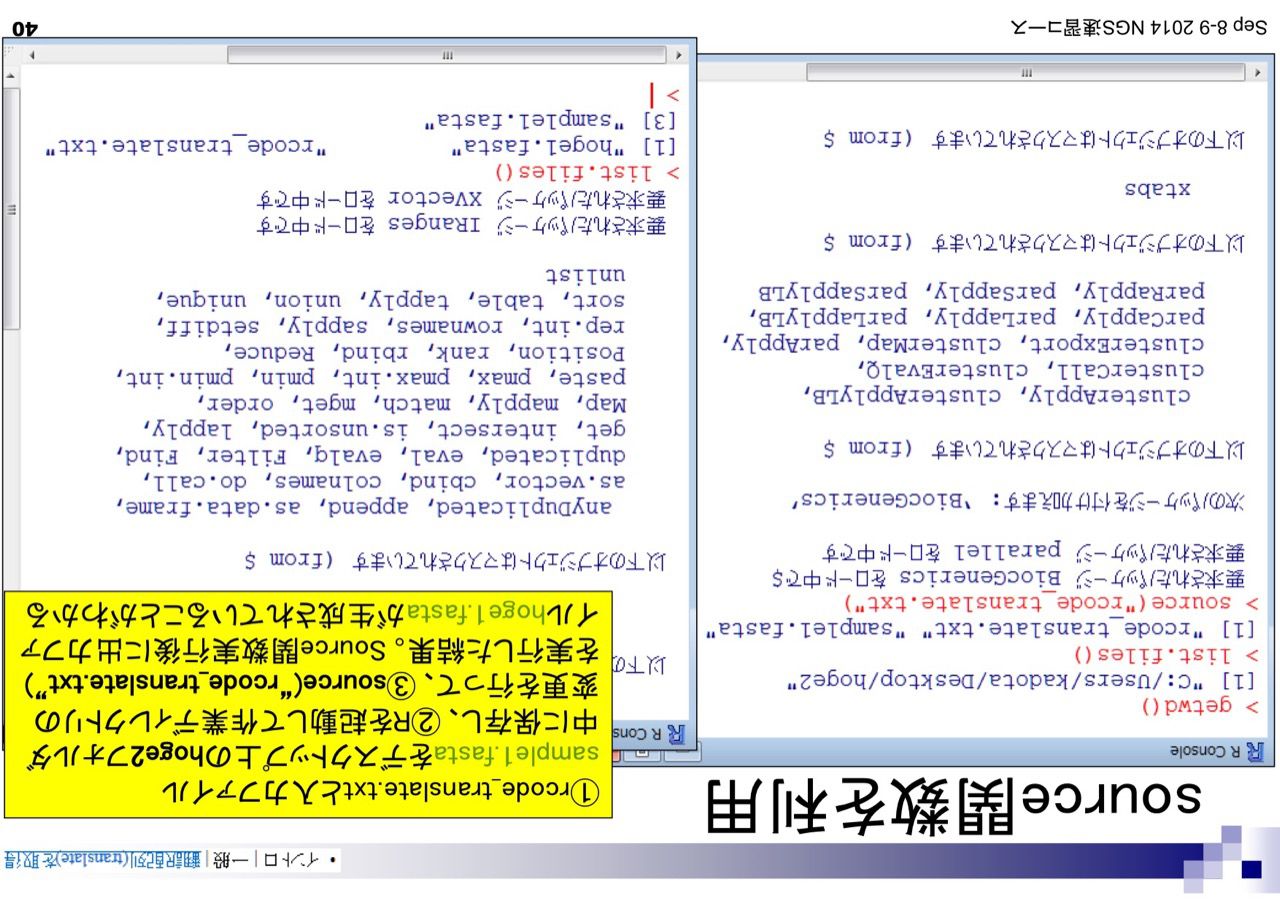 • イントロ | 一般 | 翻訳配列(translate)を取得
source関数を利用
①rcode_translate.txtと入力ファイル
sample1.fastaをデスクトップ上のhoge2フォルダ
中に保存し、②Rを起動して作業ディレクトリの
変更を行って、③source(“rcode_translate.txt”)
を実行した結果。Source関数実行後に出力ファ
イルhoge1.fastaが生成されていることがわかる
R Console
> getwd()
[1] "C:/Users/kadota/Desktop/hoge2"
> list.files()
[1] "rcode_translate.txt" "sample1.fasta"
> source("rcode_translate.txt")
要求されたパッケージ BiocGenerics をロード中で$
要求されたパッケージ parallel をロード中です
次のパッケージを付け加えます: ‘BiocGenerics’
以下のオブジェクトはマスクされています (from $
clusterApply, clusterApplyLB,
clusterCall, clusterEvalQ,
clusterExport, clusterMap, parApply,
parCapply, parLapply, parLapplyLB,
parRapply, parSapply, parSapplyLB
以下のオブジェクトはマスクされています (from $
xtabs
以下のオブジェクトはマスクされています (from $
R Cons
以下の
以下のオブジェクトはマスクされています (from $
anyDuplicated, append, as.data.frame,
as.vector, cbind, colnames, do.call,
duplicated, eval, evalq, Filter, Find,
get, intersect, is.unsorted, lapply,
Map, mapply, match, mget, order,
paste, pmax, pmax.int, pmin, pmin.int,
Position, rank, rbind, Reduce,
rep.int, rownames, sapply, setdiff,
sort, table, tapply, union, unique,
unlist
要求されたパッケージ IRanges をロード中です
要求されたパッケージ XVector をロード中です
> list.files()
[1] "hoge1.fasta" "rcode_translate.txt"
[3] "sample1.fasta"
>
Sep 8-9 2014 NGS速習コース
40